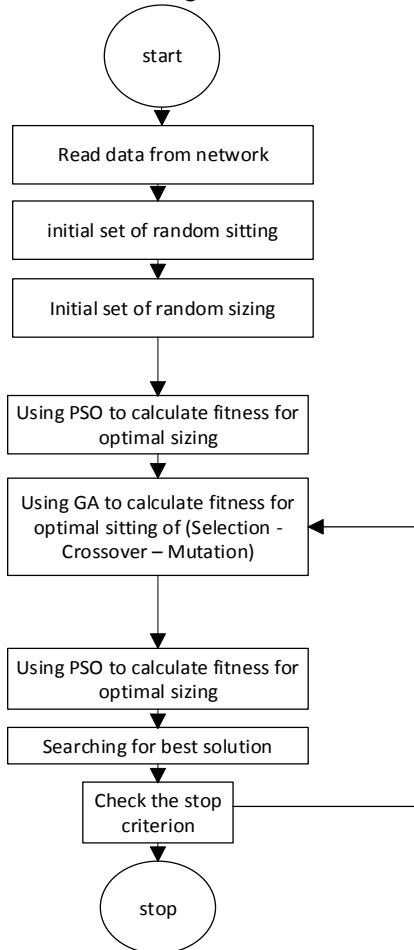 start
Read data from network
initial set of random sitting
Initial set of random sizing
Using PSO to calculate fitness for
optimal sizing
Using GA to calculate fitness for
optimal sitting of (Selection -
Crossover – Mutation)
Using PSO to calculate fitness for
optimal sizing
Searching for best solution
Check the stop
criterion
stop